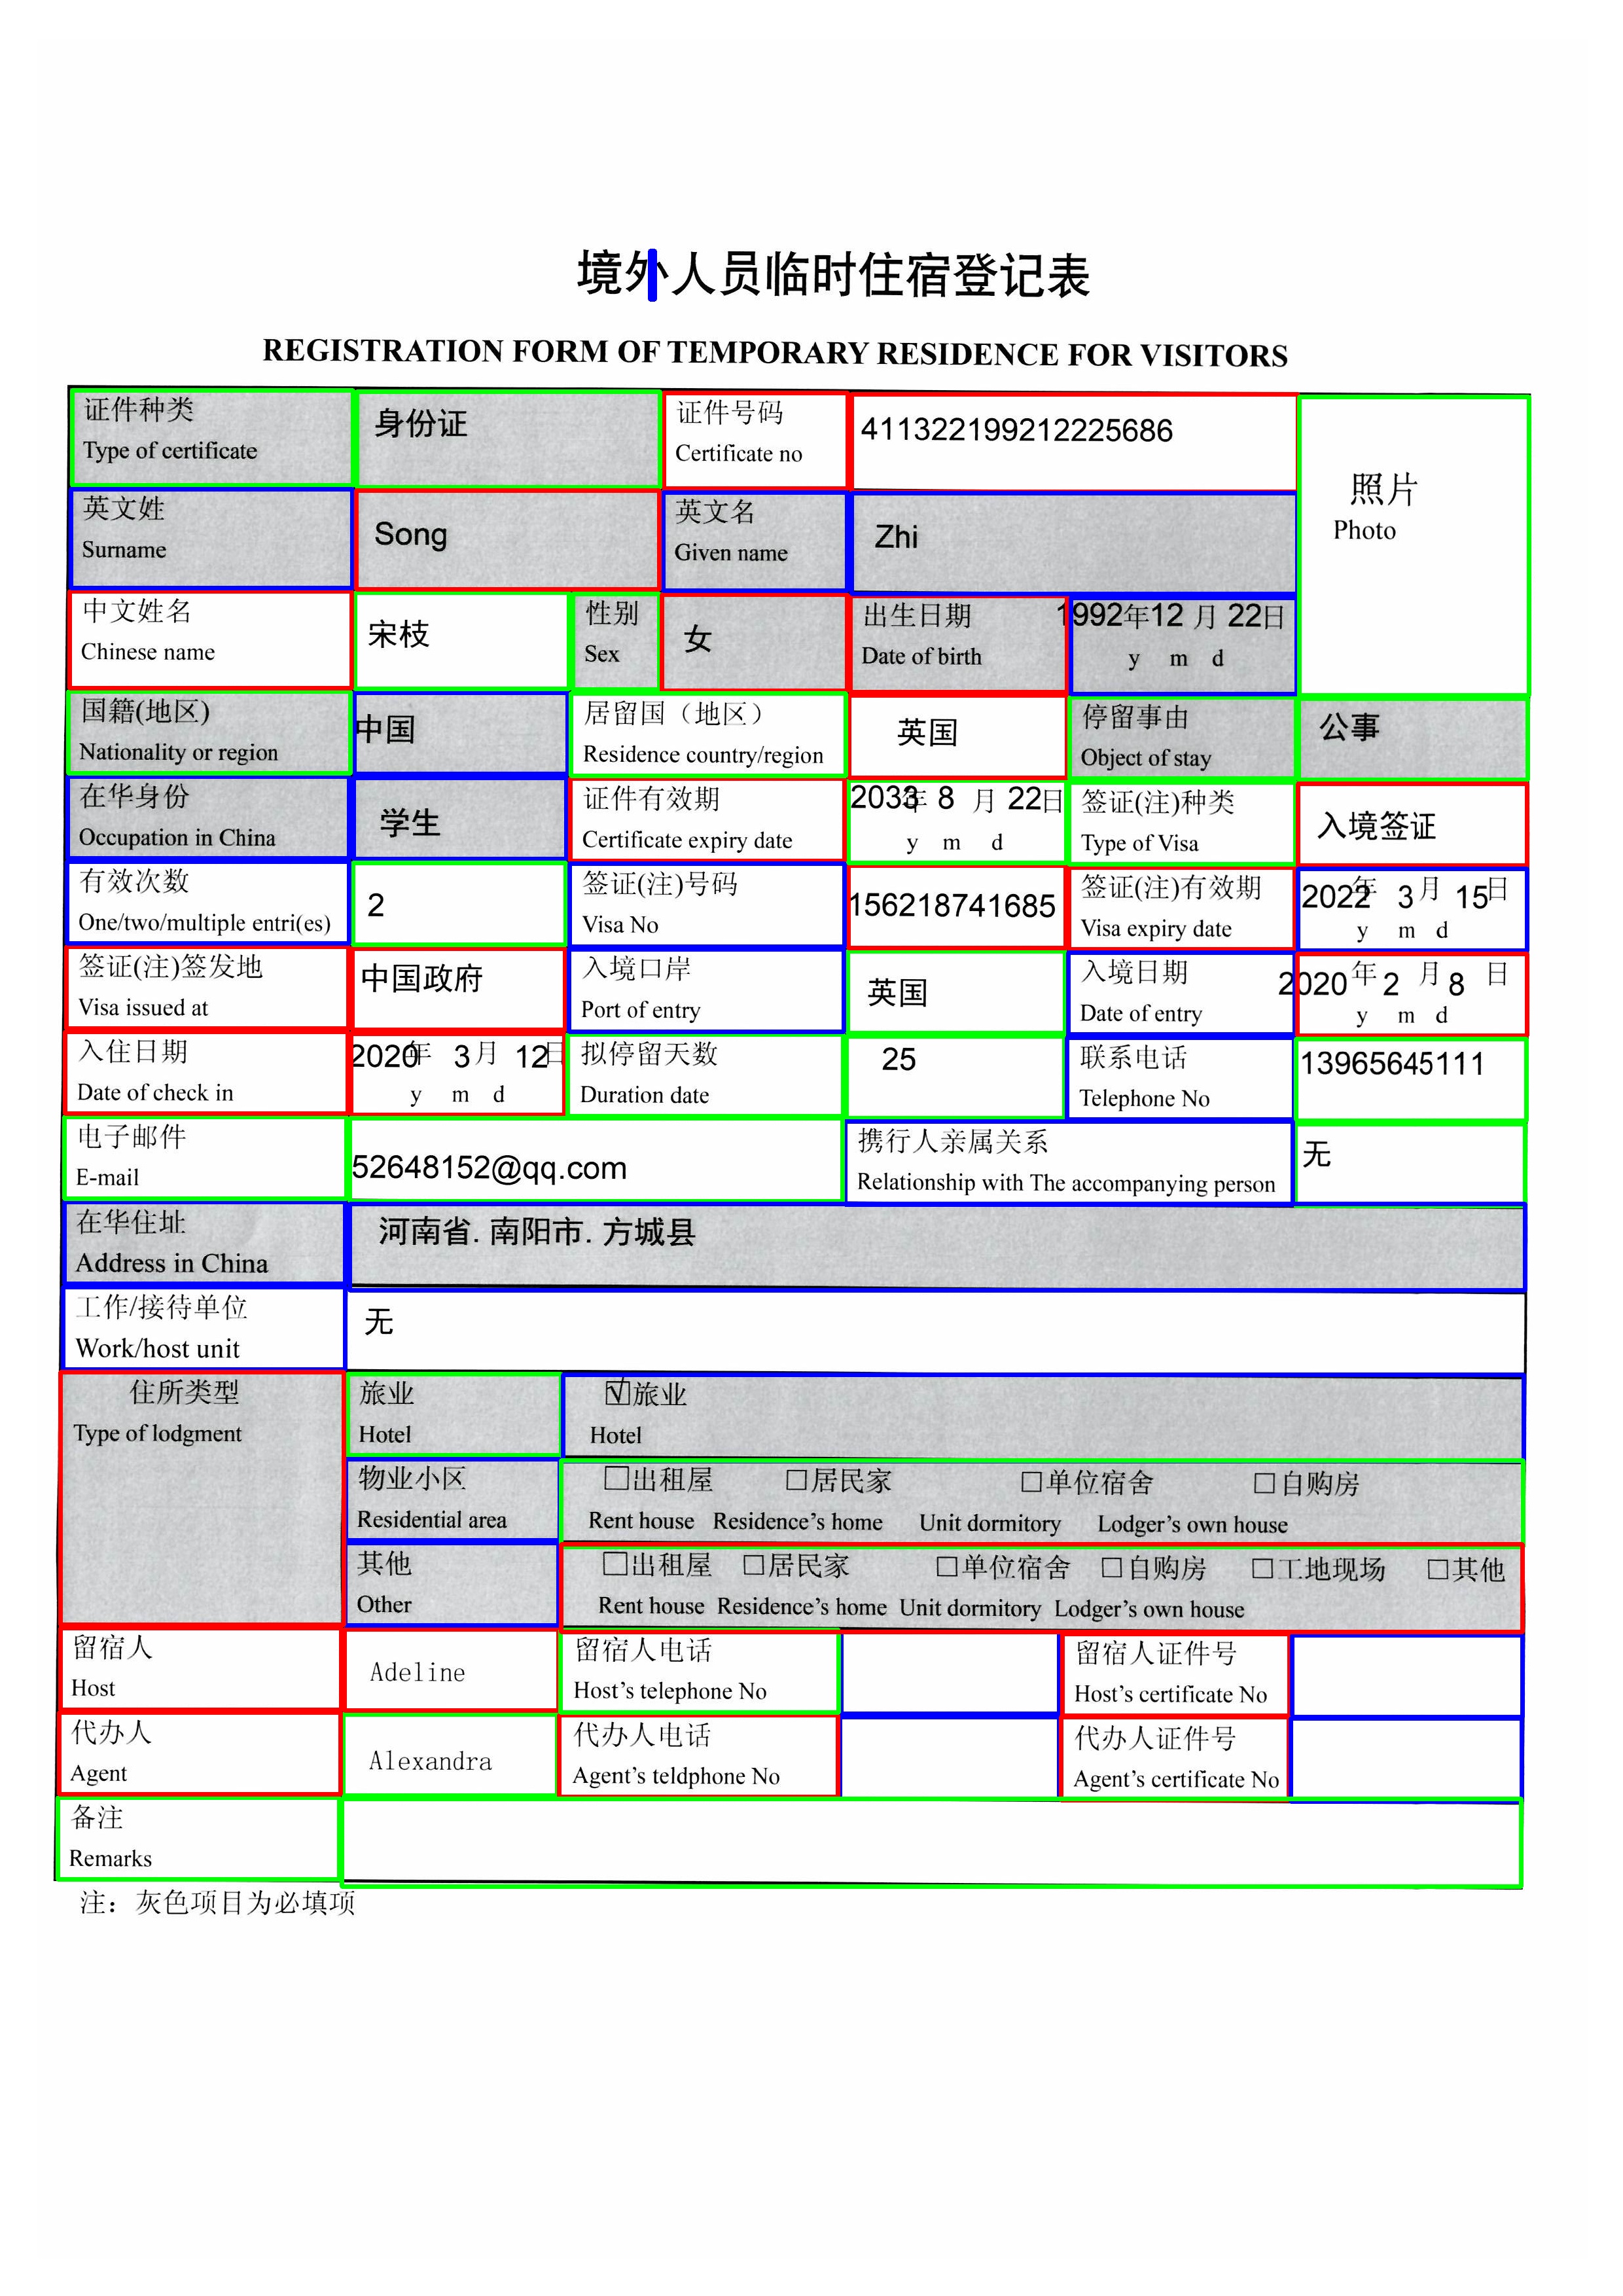 境外人员临时住宿登记表
REGISTRATION FORM OF TEMPORARY RESIDENCE FOR VISITORS
证件种类 身份证 证件号码 411322199212225686
Type of certificate Certificate no
照片
Photo
英文姓 Song 英文名 Zhi
Surname Given name
中文姓名 宋枝 性别 女 出生日期 1992年12月22日
Chinese name Sex Date of birth y m d
国籍(地区) 中国 居留国（地区） 英国 停留事由 公事
Nationality or region Residence country/region Object of stay
在华身份 学生 证件有效期 2033年8月22日 签证(注)种类 入境签证
Occupation in China Certificate expiry date y m d Type of Visa
有效次数 2 签证(注)号码 156218741685 签证(注)有效期 2022年3月15日
One/two/multiple entri(es) Visa No Visa expiry date y m d
签证(注)签发地 中国政府 入境口岸 英国 入境日期 2020年2月8日
Visa issued at Port of entry Date of entry y m d
入住日期 2020年3月12日 拟停留天数 25 联系电话 13965645111
Date of check in y m d Duration date Telephone No
电子邮件 52648152@qq.com 携行人亲属关系 无
E-mail Relationship with The accompanying person
在华住址 河南省.南阳市.方城县
Address in China
工作/接待单位 无
Work/host unit
住所类型 旅业 ☑旅业
Type of lodgment Hotel Hotel
物业小区 □出租屋 □居民家 □单位宿舍 □自购房
Residential area Rent house Residence's home Unit dormitory Lodger's own house
其他 □出租屋 □居民家 □单位宿舍 □自购房 □工地现场 □其他
Other Rent house Residence's home Unit dormitory Lodger's own house
留宿人 Adeline 留宿人电话 留宿人证件号
Host Host's telephone No Host's certificate No
代办人 Alexandra 代办人电话 代办人证件号
Agent Agent's teldphone No Agent's certificate No
备注
Remarks
注：灰色项目为必填项